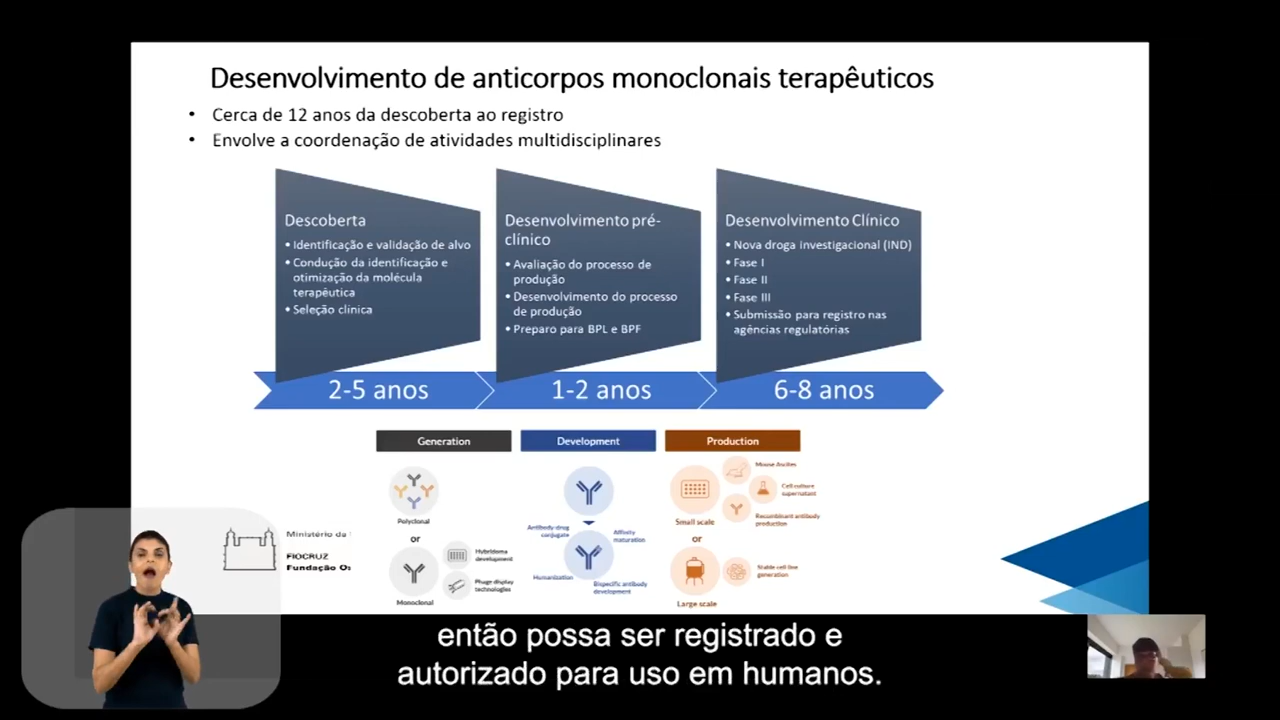 Desenvolvimento de anticorpos monoclonais terapêuticos
• Cerca de 12 anos da descoberta ao registro
• Envolve a coordenação de atividades multidisciplinares
Descoberta
• Identificação e validação de alvo
• Condução da identificação e
otimização da molécula
terapêutica
• Seleção clínica
Desenvolvimento pré-
clínico
• Avaliação do processo de
produção
• Desenvolvimento do processo
de produção
• Preparo para BPL e BPF
Desenvolvimento Clínico
• Nova droga investigacional (IND)
• Fase I
• Fase II
• Fase III
• Submissão para registro nas
agências regulatórias
2-5 anos
1-2 anos
6-8 anos
Generation
Polyclonal
or
Monoclonal
Hybridoma
development
Phage display
technologies
Development
Antibody-drug
conjugate
Affinity
maturation
Humanization
Bispecific antibody
development
Production
Small scale
Mouse Ascites
Cell culture
supernatant
Recombinant antibody
production
or
Large scale
Stable cell line
generation
Ministério da
FIOCRUZ
Fundação Os
então possa ser registrado e
autorizado para uso em humanos.